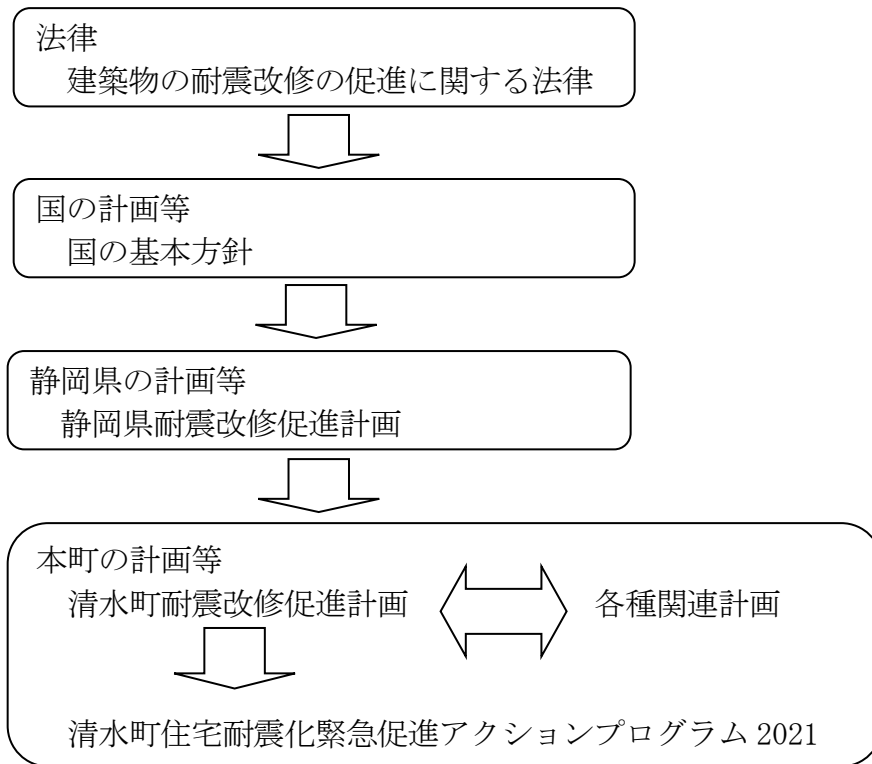 法律
建築物の耐震改修の促進に関する法律
国の計画等
国の基本方針
静岡県の計画等
静岡県耐震改修促進計画
本町の計画等
清水町耐震改修促進計画
各種関連計画
清水町住宅耐震化緊急促進アクションプログラム 2021